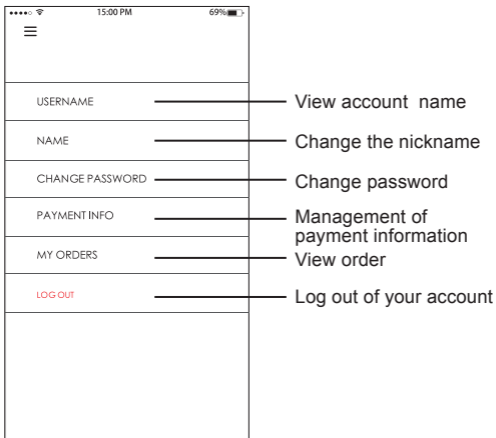 15:00 PM 69%
USERNAME View account name
NAME Change the nickname
CHANGE PASSWORD Change password
PAYMENT INFO Management of
payment information
MY ORDERS View order
LOG OUT Log out of your account